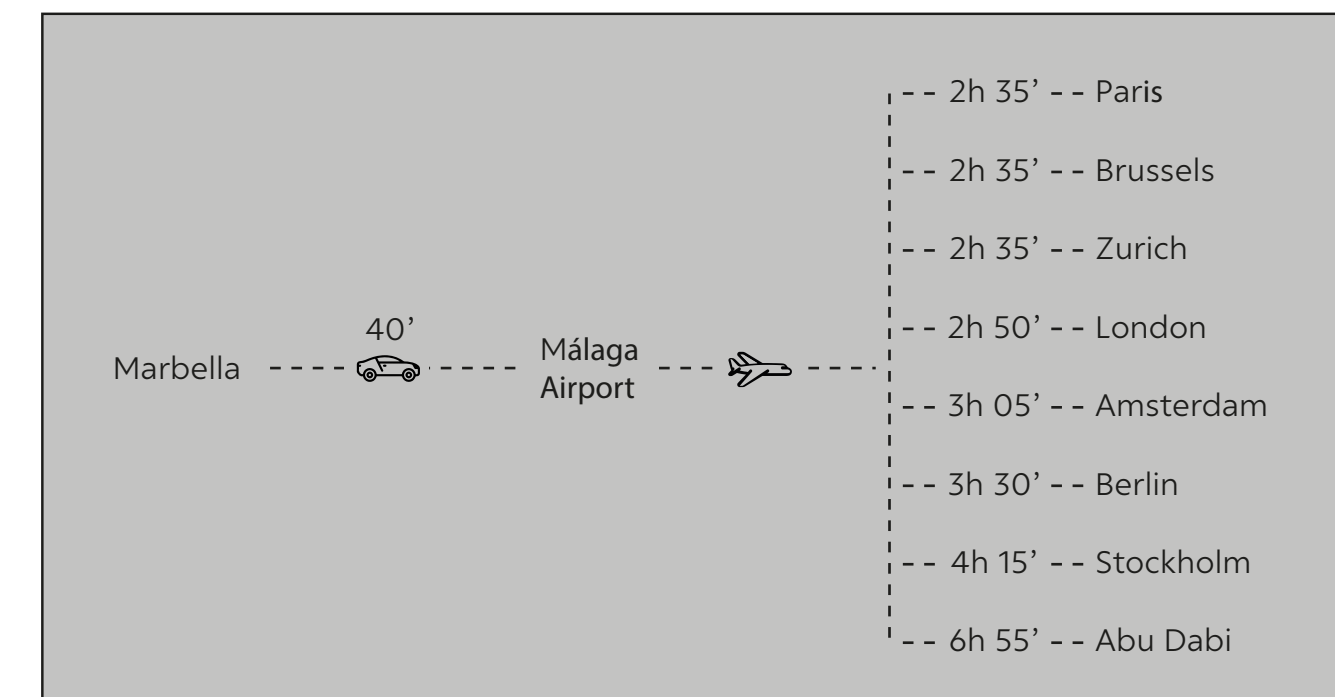 Marbella
40’
Málaga
Airport
2h 35’ - - Paris
2h 35’ - - Brussels
2h 35’ - - Zurich
2h 50’ - - London
3h 05’ - - Amsterdam
3h 30’ - - Berlin
4h 15’ - - Stockholm
6h 55’ - - Abu Dabi